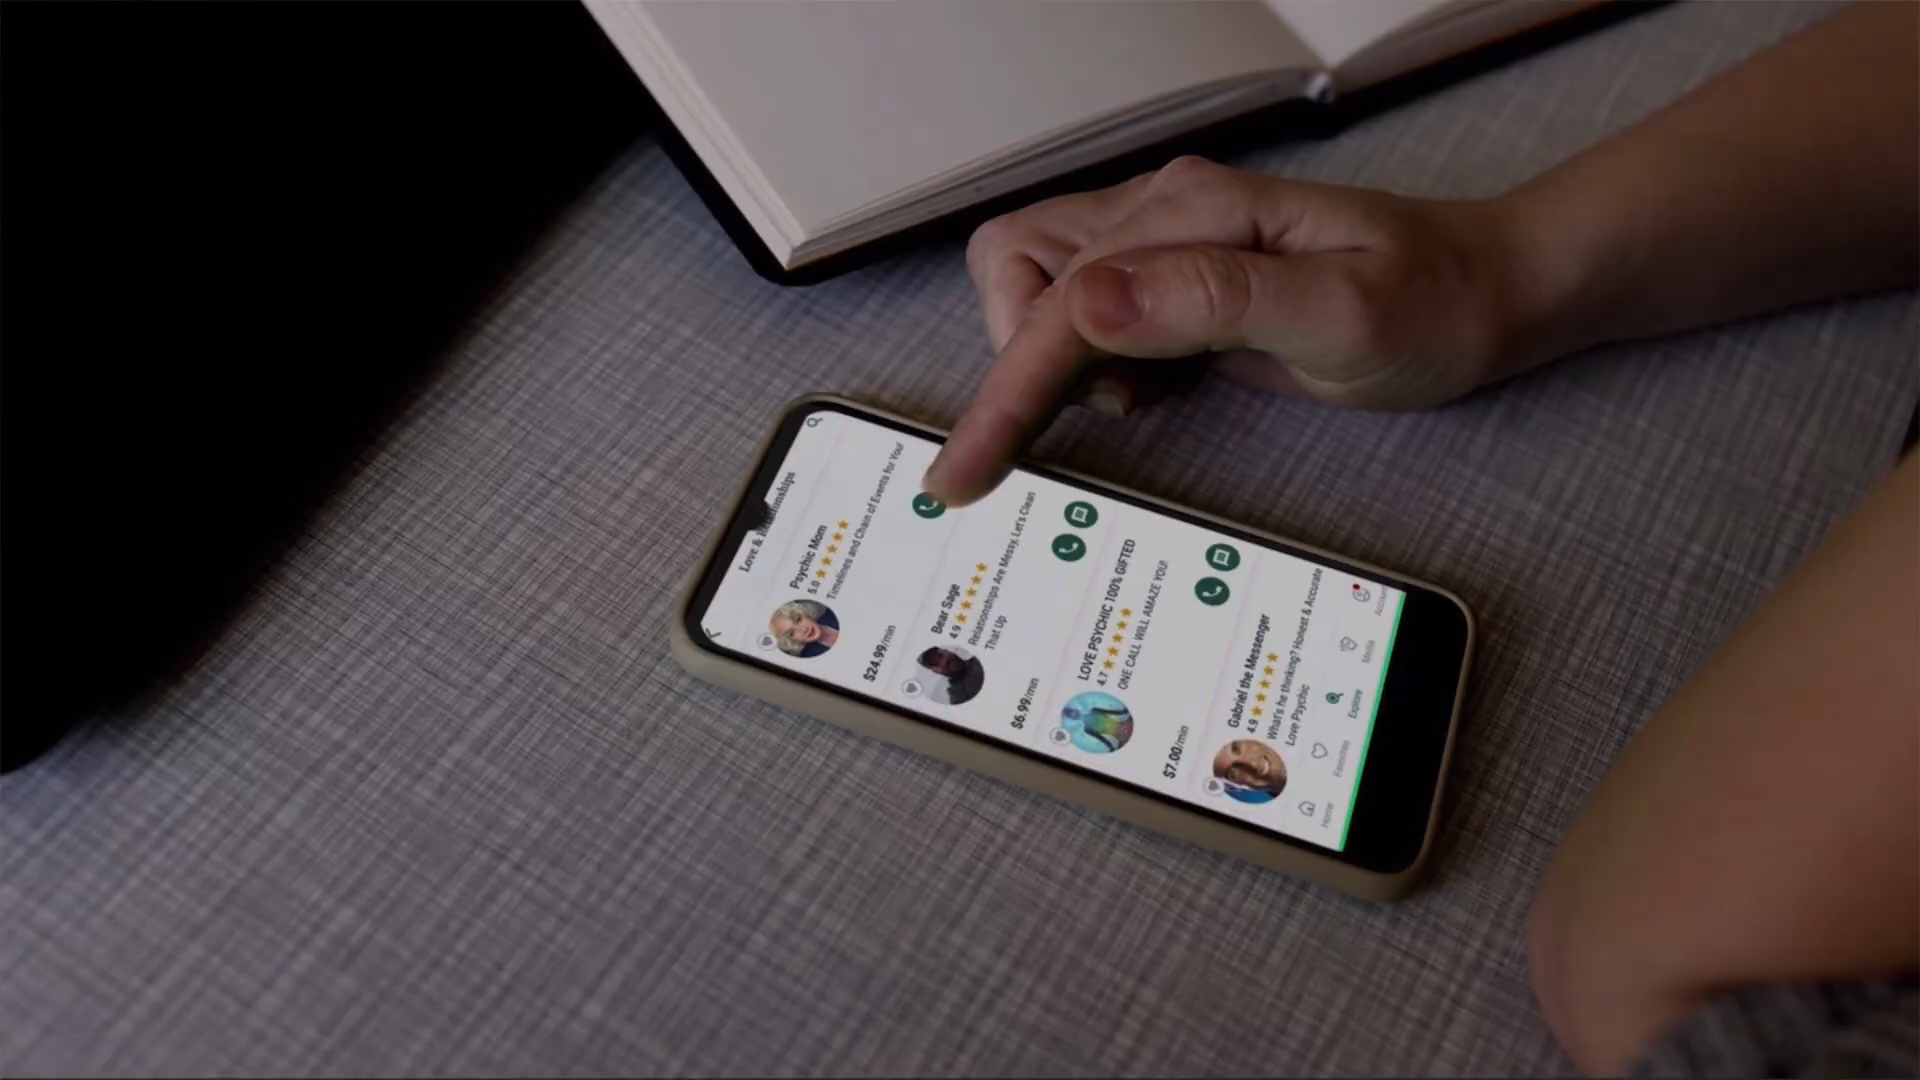 Love & Relationships
Psychic Mom
5.0
Timelines and Chain of Events for You!
$24.99/min
Bear Sage
4.9
Relationships Are Messy, Let's Clean
That Up
$6.99/min
LOVE PSYCHIC 100% GIFTED
4.7
ONE CALL WILL AMAZE YOU!
$7.00/min
Gabriel the Messenger
4.9
What's he thinking? Honest & Accurate
Love Psychic
Home
Favorites
Explore
Media
Account